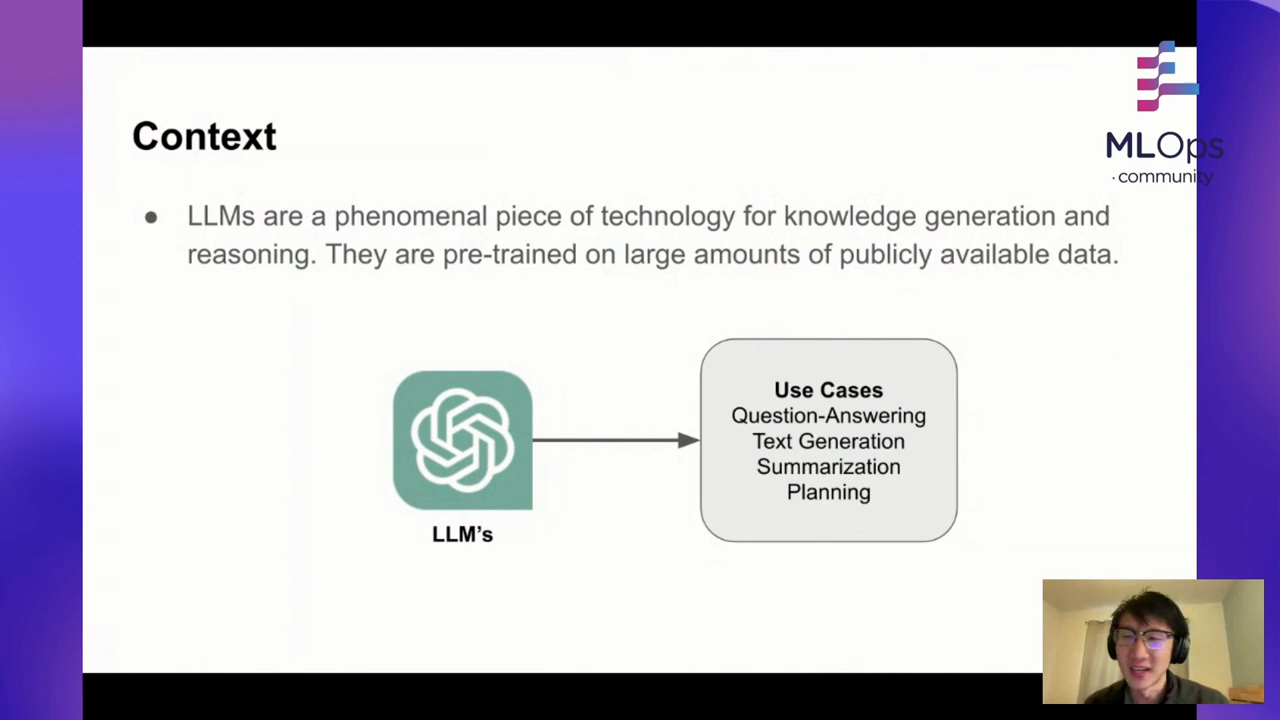 Context
● LLMs are a phenomenal piece of technology for knowledge generation and
reasoning. They are pre-trained on large amounts of publicly available data.
Use Cases
Question-Answering
Text Generation
Summarization
Planning
LLM’s
MLOps
·community